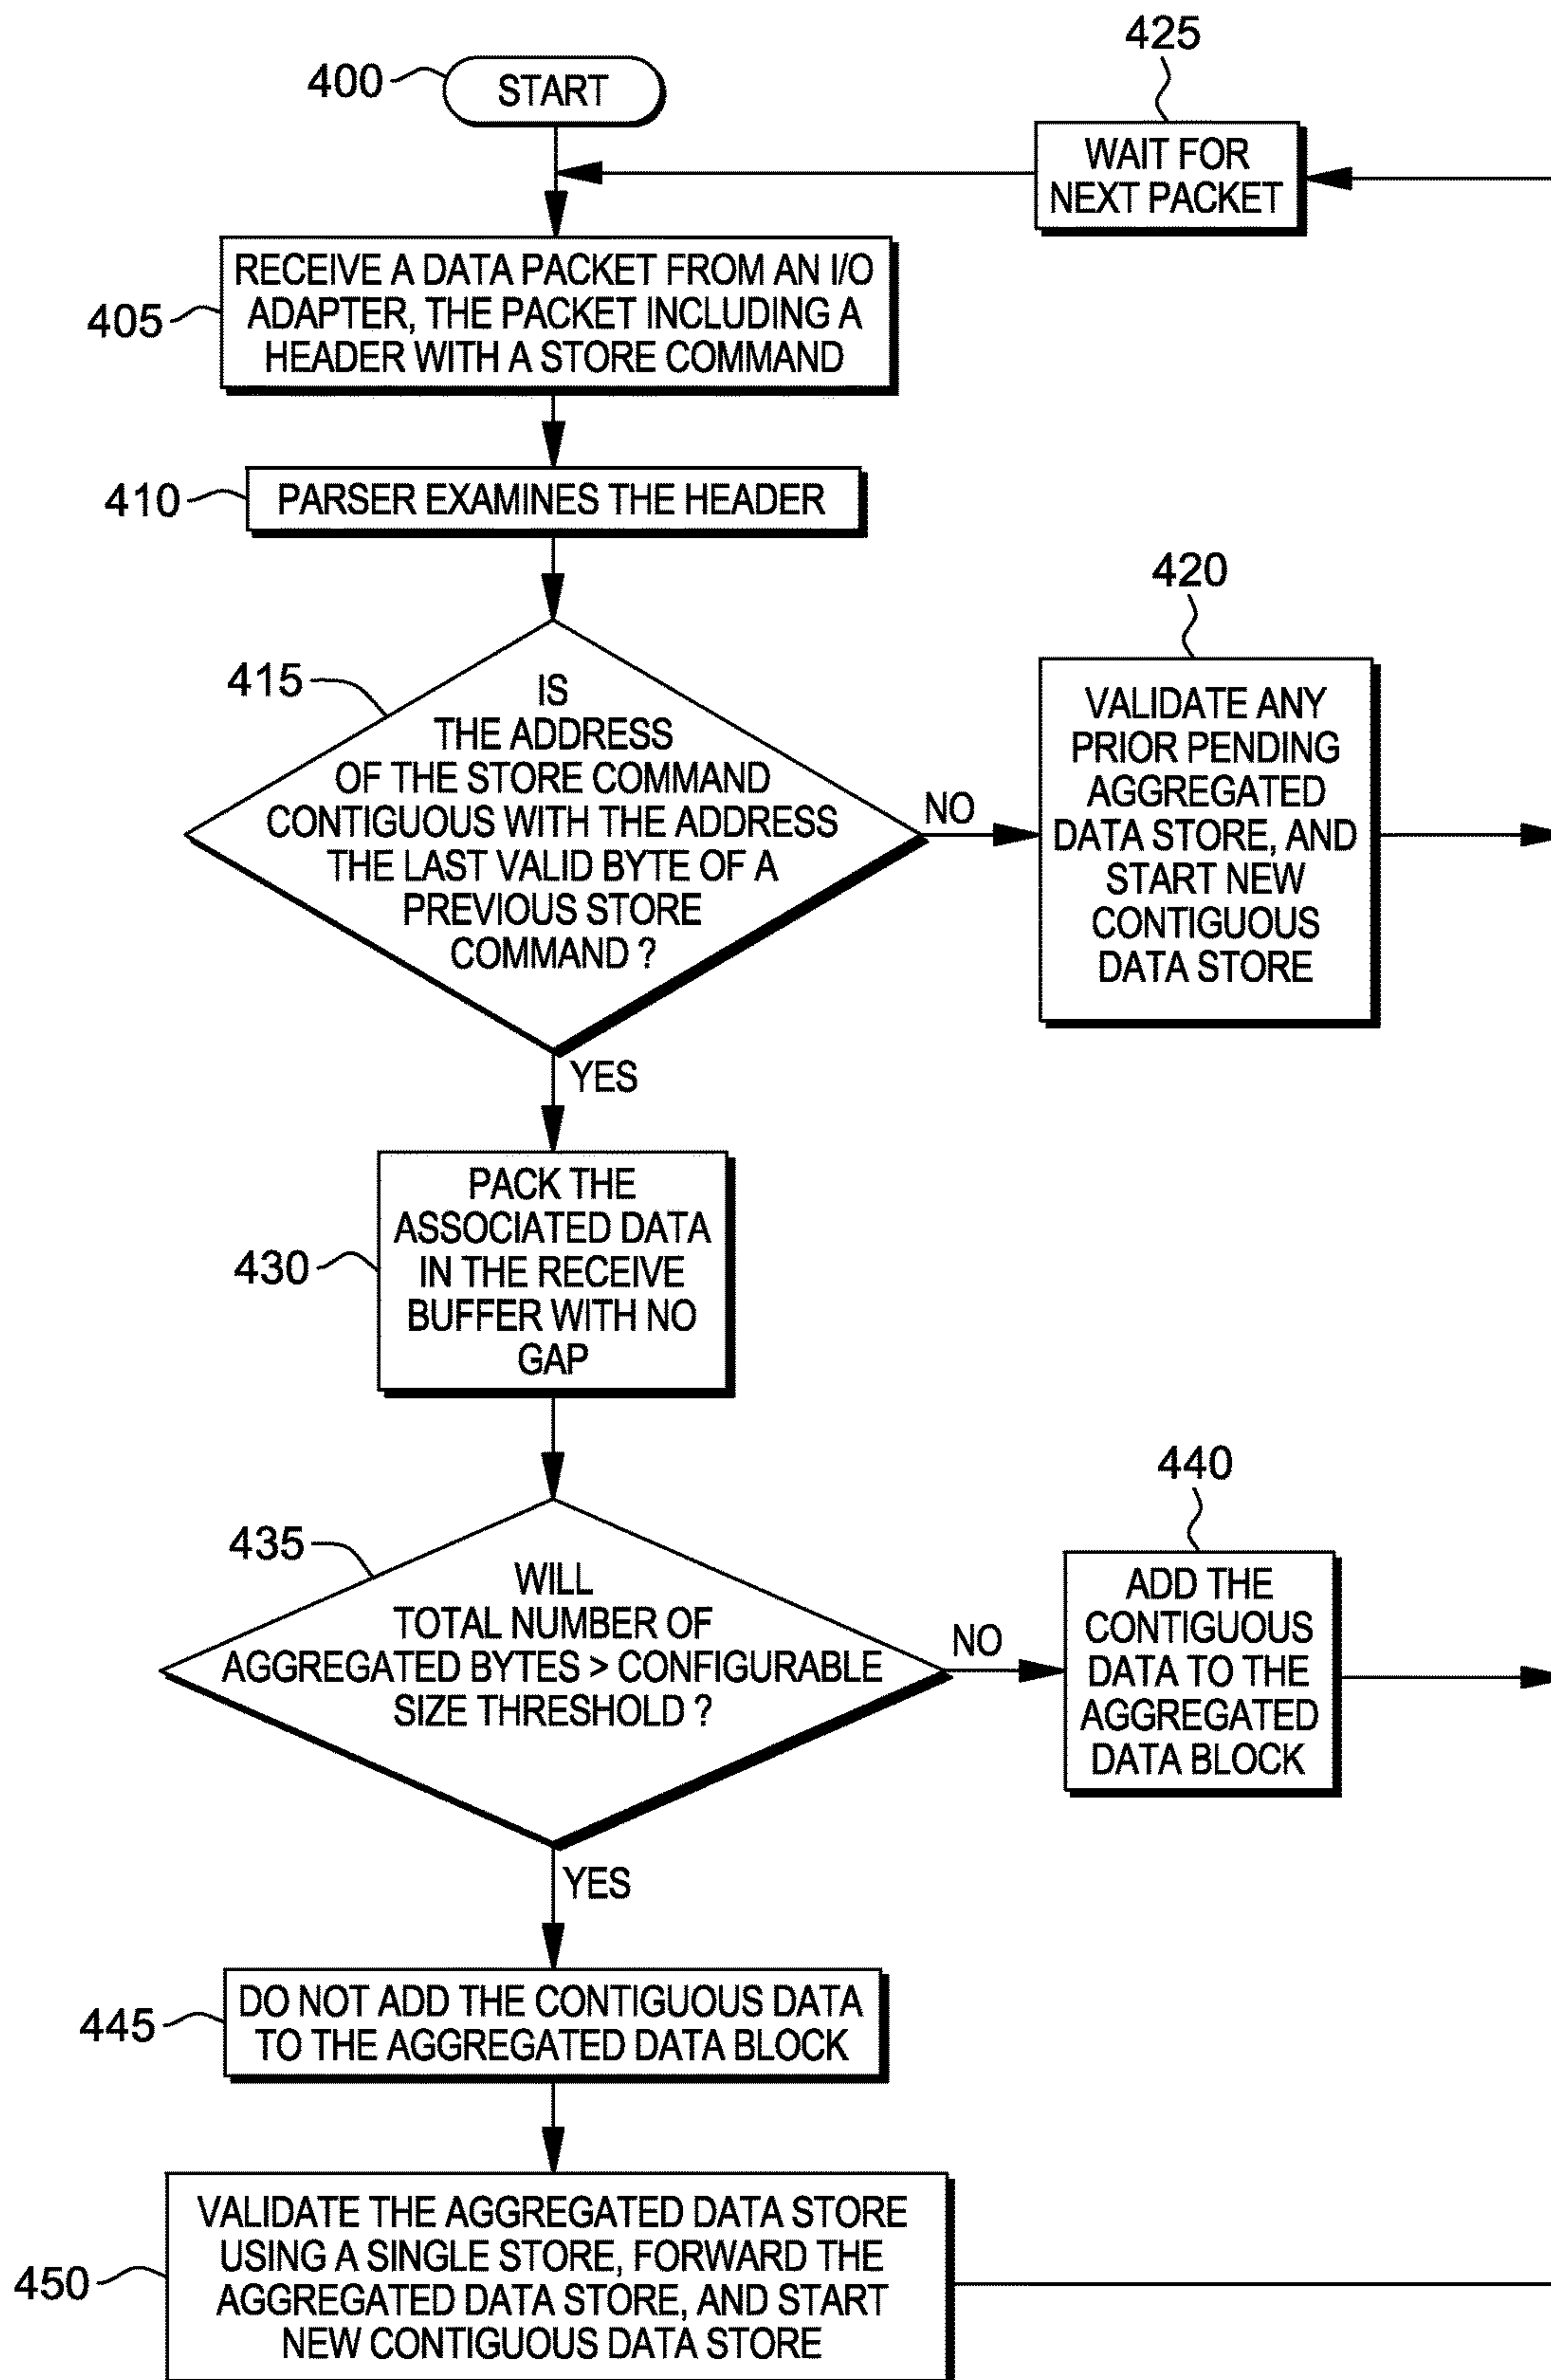 425
400
START
WAIT FOR
NEXT PACKET
405
RECEIVE A DATA PACKET FROM AN I/O
ADAPTER, THE PACKET INCLUDING A
HEADER WITH A STORE COMMAND
410
PARSER EXAMINES THE HEADER
415
IS
THE ADDRESS
OF THE STORE COMMAND
CONTIGUOUS WITH THE ADDRESS
THE LAST VALID BYTE OF A
PREVIOUS STORE
COMMAND ?
NO
420
VALIDATE ANY
PRIOR PENDING
AGGREGATED
DATA STORE, AND
START NEW
CONTIGUOUS
DATA STORE
YES
430
PACK THE
ASSOCIATED DATA
IN THE RECEIVE
BUFFER WITH NO
GAP
435
WILL
TOTAL NUMBER OF
AGGREGATED BYTES > CONFIGURABLE
SIZE THRESHOLD ?
NO
440
ADD THE
CONTIGUOUS
DATA TO THE
AGGREGATED
DATA BLOCK
YES
445
DO NOT ADD THE CONTIGUOUS DATA
TO THE AGGREGATED DATA BLOCK
450
VALIDATE THE AGGREGATED DATA STORE
USING A SINGLE STORE, FORWARD THE
AGGREGATED DATA STORE, AND START
NEW CONTIGUOUS DATA STORE